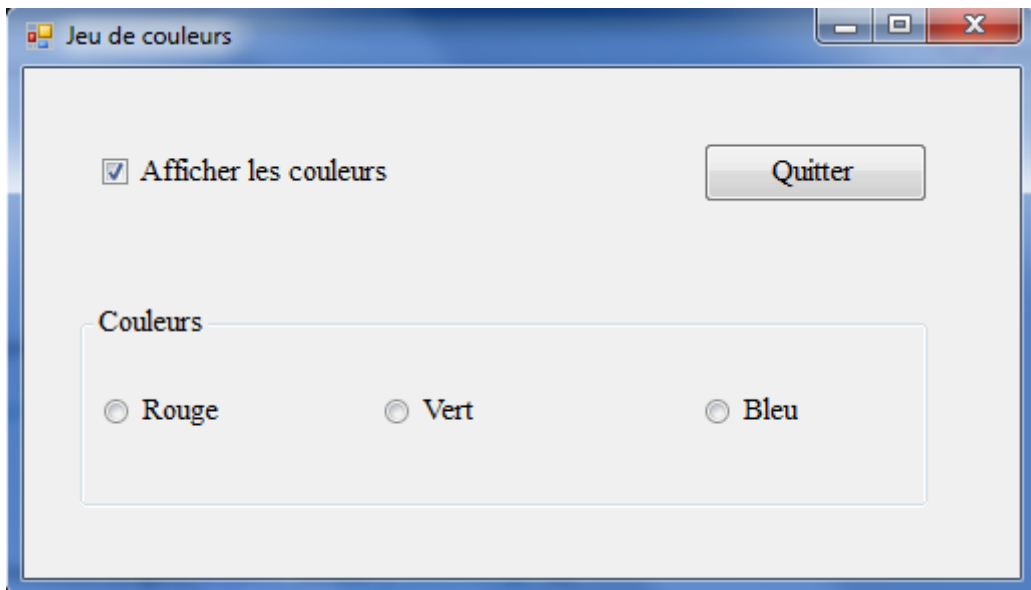 Jeu de couleurs
Afficher les couleurs
Quitter
Couleurs
Rouge
Vert
Bleu